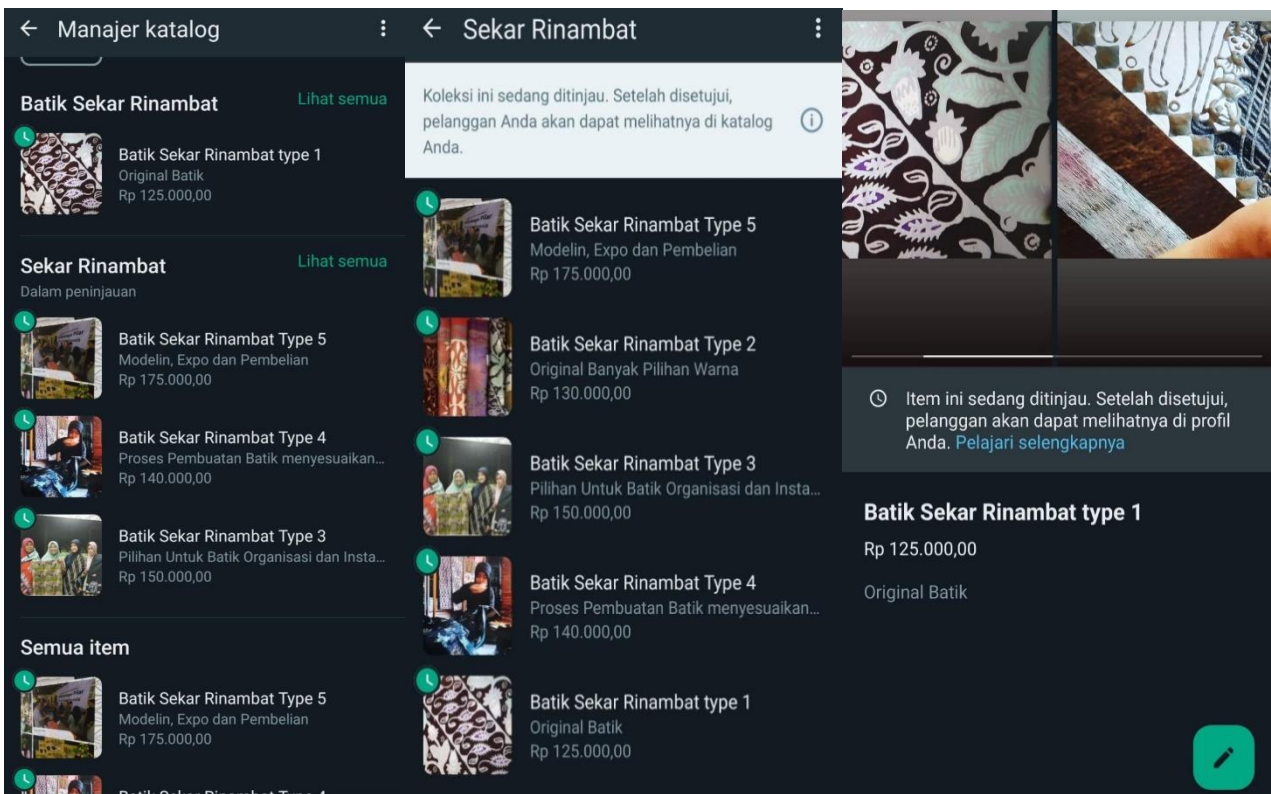 Manajer katalog
Batik Sekar Rinambat
Lihat semua
Batik Sekar Rinambat type 1
Original Batik
Rp 125.000,00
Sekar Rinambat
Lihat semua
Dalam peninjauan
Batik Sekar Rinambat Type 5
Modelin, Expo dan Pembelian
Rp 175.000,00
Batik Sekar Rinambat Type 4
Proses Pembuatan Batik menyesuaikan...
Rp 140.000,00
Batik Sekar Rinambat Type 3
Pilihan Untuk Batik Organisasi dan Insta...
Rp 150.000,00
Semua item
Batik Sekar Rinambat Type 5
Modelin, Expo dan Pembelian
Rp 175.000,00
Batik Sekar Rinambat Type 4
Sekar Rinambat
Koleksi ini sedang ditinjau. Setelah disetujui,
pelanggan Anda akan dapat melihatnya di katalog
Anda.
Batik Sekar Rinambat Type 5
Modelin, Expo dan Pembelian
Rp 175.000,00
Batik Sekar Rinambat Type 2
Original Banyak Pilihan Warna
Rp 130.000,00
Batik Sekar Rinambat Type 3
Pilihan Untuk Batik Organisasi dan Insta...
Rp 150.000,00
Batik Sekar Rinambat Type 4
Proses Pembuatan Batik menyesuaikan...
Rp 140.000,00
Batik Sekar Rinambat type 1
Original Batik
Rp 125.000,00
Item ini sedang ditinjau. Setelah disetujui,
pelanggan akan dapat melihatnya di profil
Anda. Pelajari selengkapnya
Batik Sekar Rinambat type 1
Rp 125.000,00
Original Batik